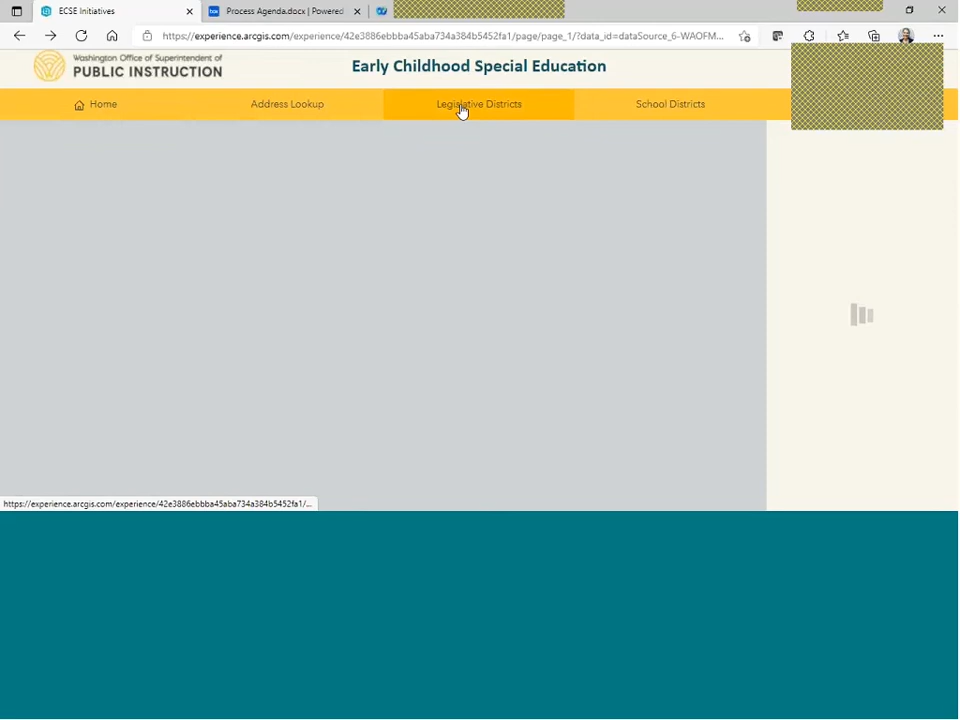 ECSE Initiatives
Process Agenda.docx | Powered
https://experience.arcgis.com/experience/42e3886ebbba45aba734a384b5452fa1/page/page_1/?data_id=dataSource_6-WAOFM...
Washington Office of Superintendent of
PUBLIC INSTRUCTION
Early Childhood Special Education
Home
Address Lookup
Legislative Districts
School Districts
https://experience.arcgis.com/experience/42e3886ebbba45aba734a384b5452fa1/...